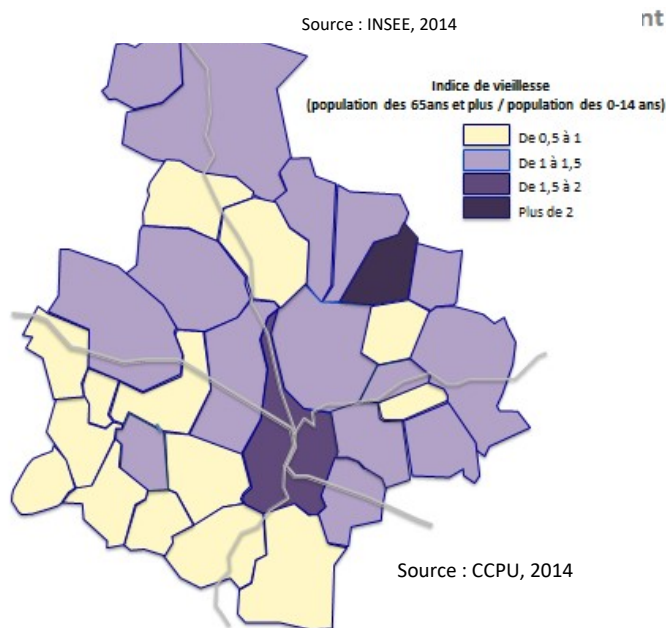 Source : INSEE, 2014
nt
Indice de vieillesse
(population des 65ans et plus / population des 0-14 ans)
De 0,5 à 1
De 1 à 1,5
De 1,5 à 2
Plus de 2
Source : CCPU, 2014